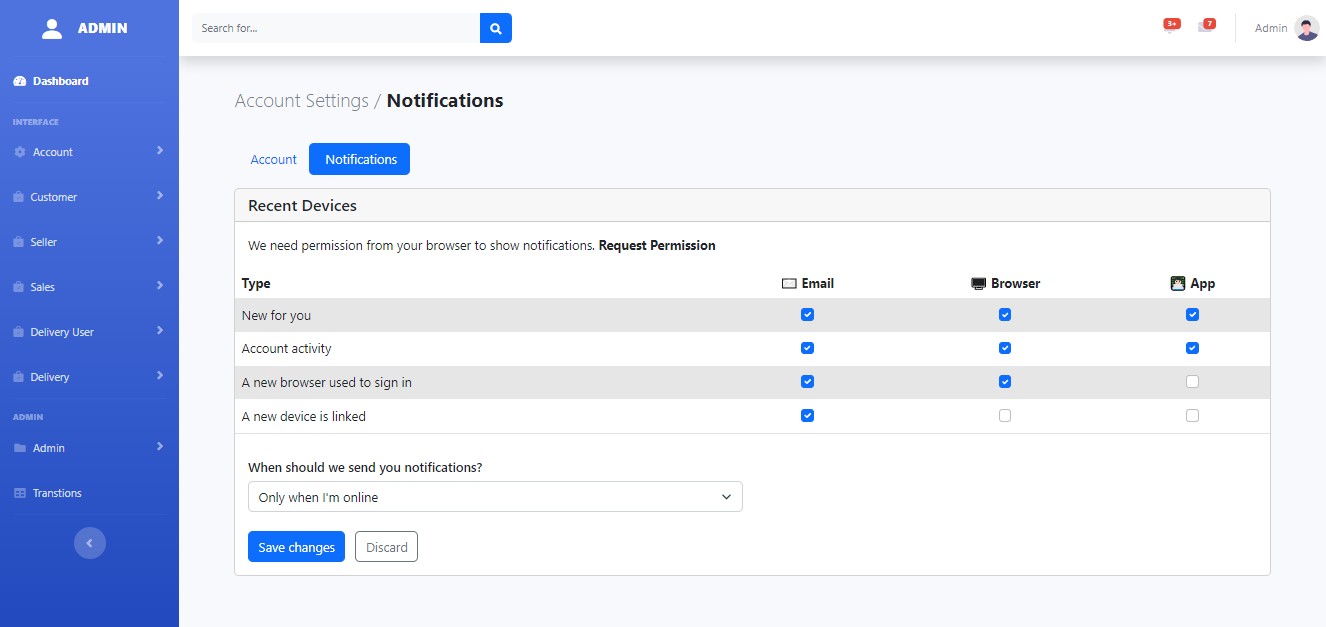 ADMIN
Search for...
3+
7
Admin
Dashboard
INTERFACE
Account
Customer
Seller
Sales
Delivery User
Delivery
ADMIN
Admin
Transtions
Account Settings / Notifications
Account Notifications
Recent Devices
We need permission from your browser to show notifications. Request Permission
Type Email Browser App
New for you
Account activity
A new browser used to sign in
A new device is linked
When should we send you notifications?
Only when I'm online
Save changes Discard